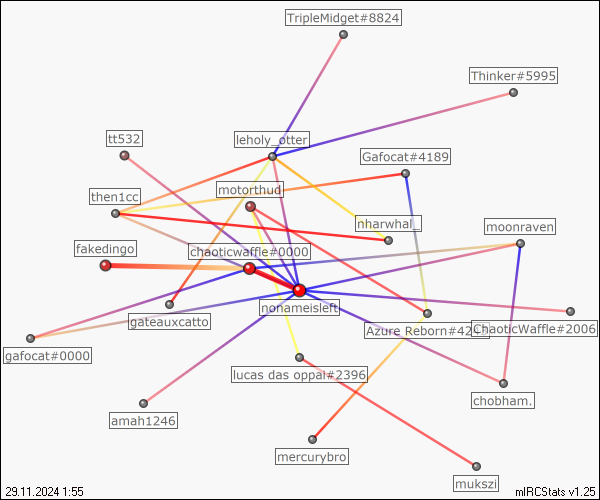 TripleMidget#8824
Thinker#5995
tt532
leholy_otter
Gafocat#4189
motorthud
then1cc
nharwhal_
moonraven
fakedingo
chaoticwaffle#0000
nonameisleft
gateauxcatto
Azure Reborn#42
ChaoticWaffle#2006
gafocat#0000
lucas das oppai#2396
chobham.
amah1246
mercurybro
mukszi
29.11.2024 1:55
mIRCStats v1.25